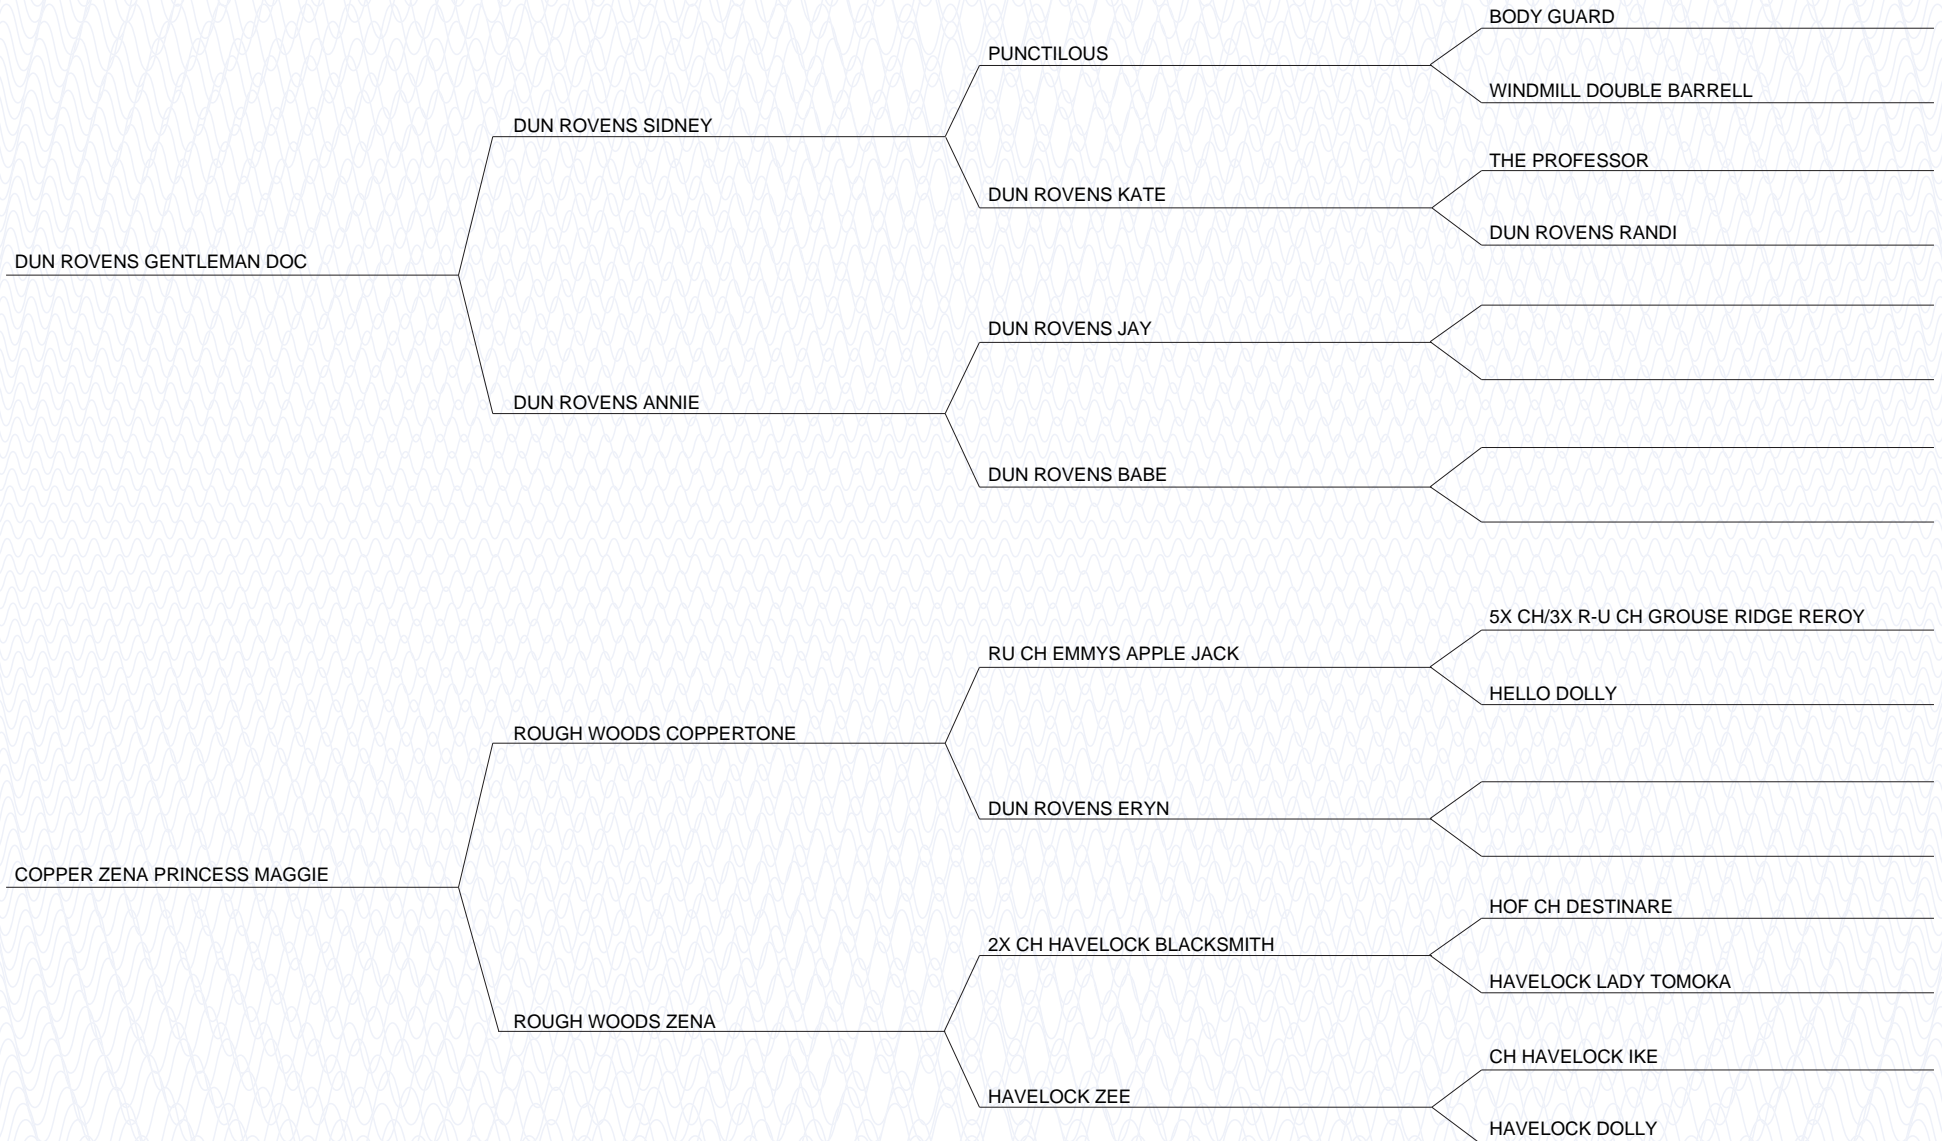 BODY GUARD
PUNCTILOUS
WINDMILL DOUBLE BARRELL
DUN ROVENS SIDNEY
THE PROFESSOR
DUN ROVENS KATE
DUN ROVENS RANDI
DUN ROVENS GENTLEMAN DOC
DUN ROVENS JAY
DUN ROVENS ANNIE
DUN ROVENS BABE
5X CH/3X R-U CH GROUSE RIDGE REROY
RU CH EMMYS APPLE JACK
HELLO DOLLY
ROUGH WOODS COPPERTONE
DUN ROVENS ERYN
COPPER ZENA PRINCESS MAGGIE
HOF CH DESTINARE
2X CH HAVELOCK BLACKSMITH
HAVELOCK LADY TOMOKA
ROUGH WOODS ZENA
CH HAVELOCK IKE
HAVELOCK ZEE
HAVELOCK DOLLY